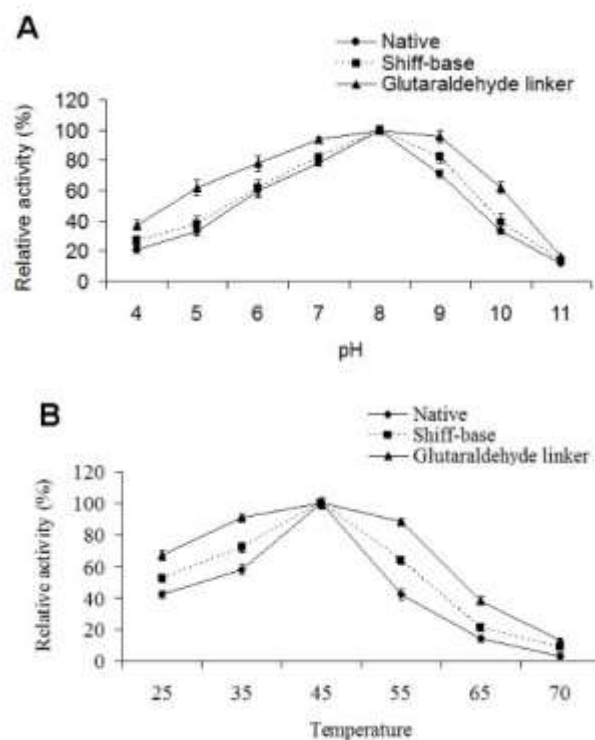 A
Native
Shiff-base
Glutaraldehyde linker
Relative activity (%)
120
100
80
60
40
20
0
4 5 6 7 8 9 10 11
pH
B
Native
Shiff-base
Glutaraldehyde linker
Relative activity (%)
120
100
80
60
40
20
0
25 35 45 55 65 70
Temperature